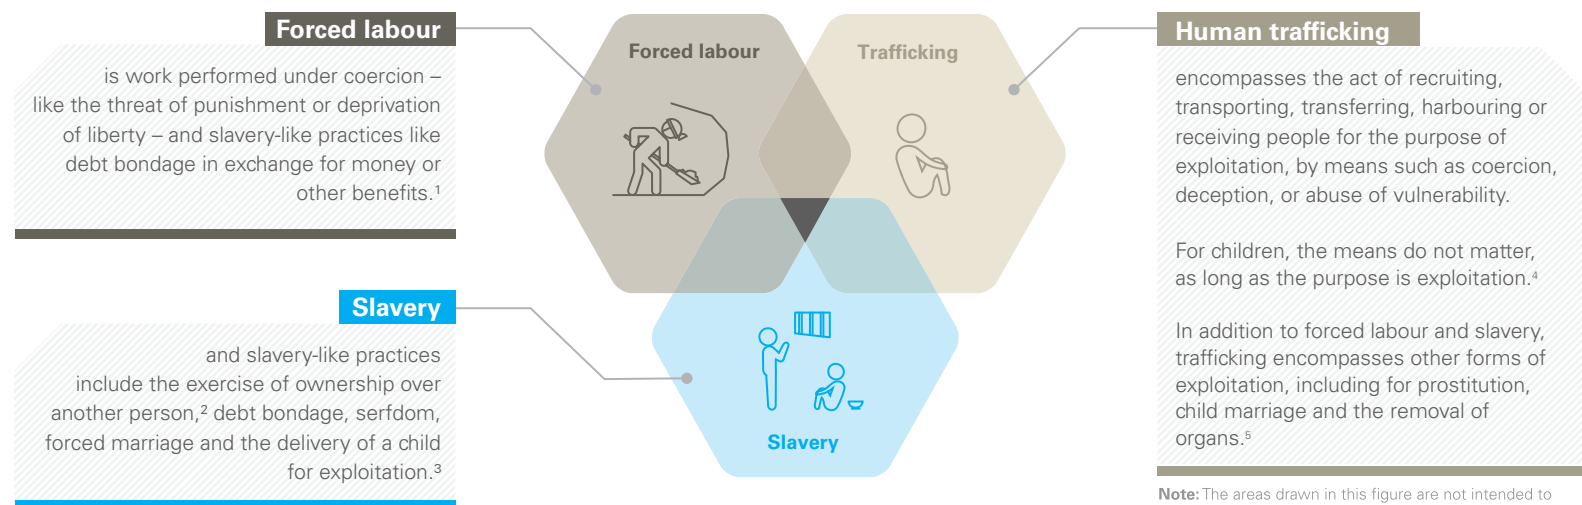 Forced labour
is work performed under coercion –
like the threat of punishment or deprivation
of liberty – and slavery-like practices like
debt bondage in exchange for money or
other benefits.¹
Slavery
and slavery-like practices
include the exercise of ownership over
another person,² debt bondage, serfdom,
forced marriage and the delivery of a child
for exploitation.³
Forced labour
Trafficking
Slavery
Human trafficking
encompasses the act of recruiting,
transporting, transferring, harbouring or
receiving people for the purpose of
exploitation, by means such as coercion,
deception, or abuse of vulnerability.
For children, the means do not matter,
as long as the purpose is exploitation.⁴
In addition to forced labour and slavery,
trafficking encompasses other forms of
exploitation, including for prostitution,
child marriage and the removal of
organs.⁵
Note: The areas drawn in this figure are not intended to